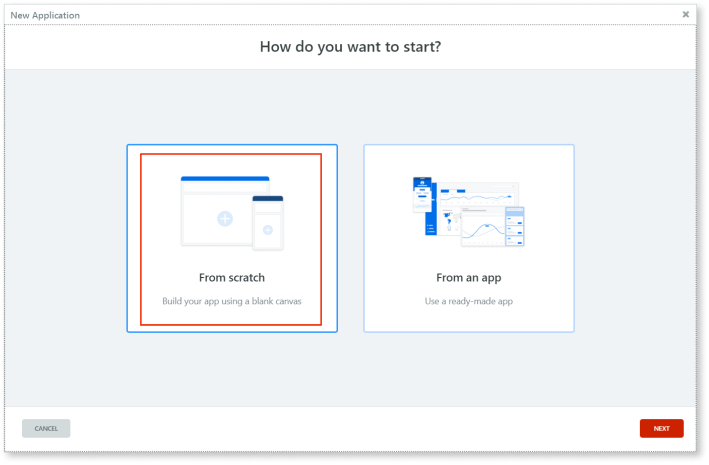 New Application
How do you want to start?
From scratch
Build your app using a blank canvas
From an app
Use a ready-made app
CANCEL
NEXT